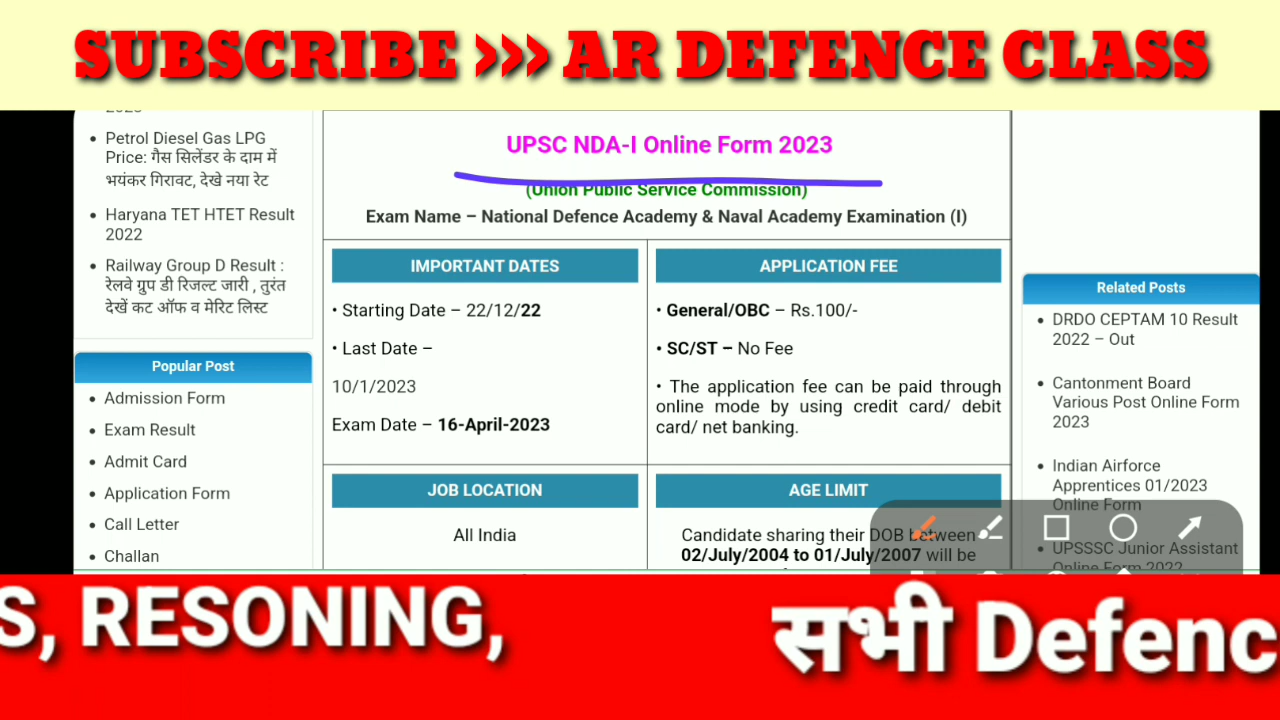 SUBSCRIBE >>> AR DEFENCE CLASS
Petrol Diesel Gas LPG
Price: गैस सिलेंडर के दाम में
भयंकर गिरावट, देखे नया रेट
Haryana TET HTET Result
2022
Railway Group D Result :
रेलवे ग्रुप डी रिजल्ट जारी , तुरंत
देखें कट ऑफ व मेरिट लिस्ट
Popular Post
Admission Form
Exam Result
Admit Card
Application Form
Call Letter
Challan
UPSC NDA-I Online Form 2023
(Union Public Service Commission)
Exam Name – National Defence Academy & Naval Academy Examination (I)
IMPORTANT DATES
• Starting Date – 22/12/22
• Last Date –
10/1/2023
Exam Date – 16-April-2023
APPLICATION FEE
• General/OBC – Rs.100/-
• SC/ST – No Fee
• The application fee can be paid through
online mode by using credit card/ debit
card/ net banking.
JOB LOCATION
All India
AGE LIMIT
Candidate sharing their DOB between
02/July/2004 to 01/July/2007 will be
Related Posts
DRDO CEPTAM 10 Result
2022 – Out
Cantonment Board
Various Post Online Form
2023
Indian Airforce
Apprentices 01/2023
Online Form
UPSSSC Junior Assistant
Online Form 2022
S, RESONING, सभी Defenc